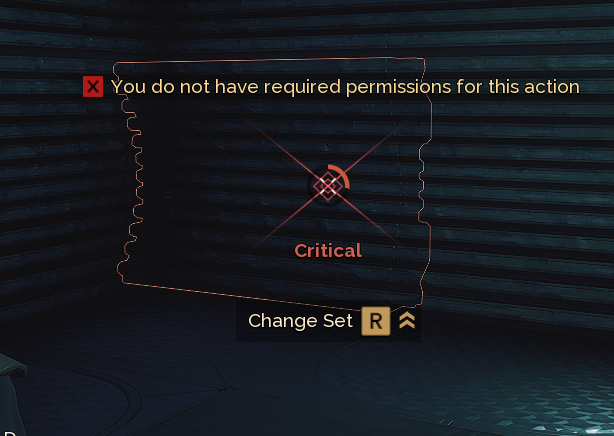 X You do not have required permissions for this action
Critical
Change Set R